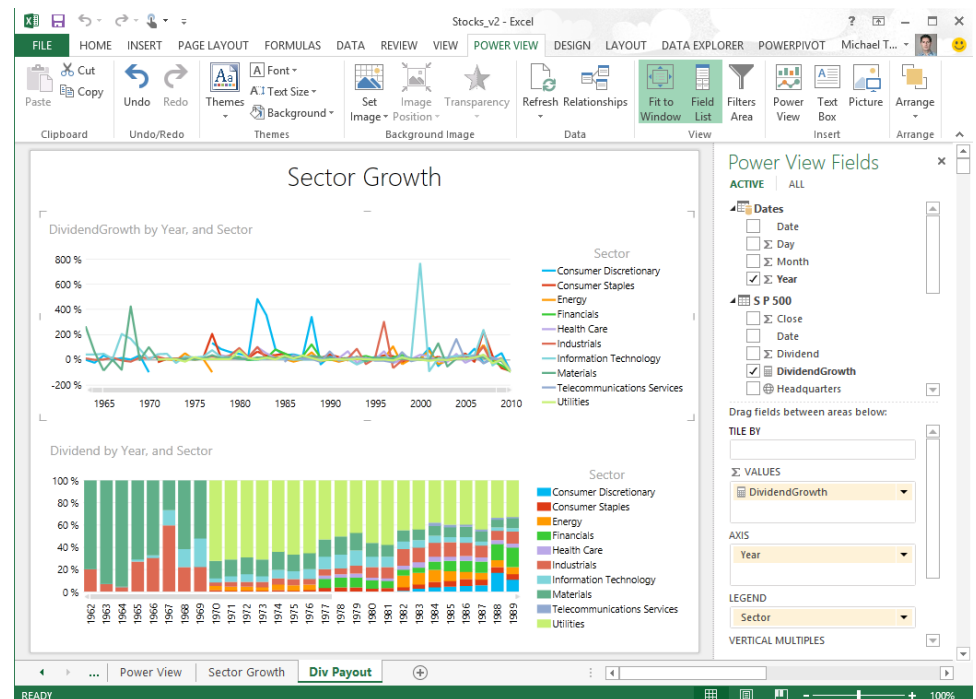 Stocks_v2 - Excel
?
FILE HOME INSERT PAGE LAYOUT FORMULAS DATA REVIEW VIEW POWER VIEW DESIGN LAYOUT DATA EXPLORER POWERPIVOT Michael T...
Paste
Cut
Copy
Clipboard
Undo Redo
Undo/Redo
Themes
Font
Text Size
Background
Themes
Set Image
Image Position
Transparency
Background Image
Refresh Relationships
Data
Fit to Window
Field List
Filters Area
View
Power View
Text Box
Picture
Insert
Arrange
Arrange
Sector Growth
DividendGrowth by Year, and Sector
800 %
600 %
400 %
200 %
0 %
-200 %
1965 1970 1975 1980 1985 1990 1995 2000 2005 2010
Sector
Consumer Discretionary
Consumer Staples
Energy
Financials
Health Care
Industrials
Information Technology
Materials
Telecommunications Services
Utilities
Dividend by Year, and Sector
100 %
80 %
60 %
40 %
20 %
0 %
1962 1963 1964 1965 1966 1967 1968 1969 1970 1971 1972 1973 1974 1975 1976 1977 1978 1979 1980 1981 1982 1983 1984 1985 1986 1987 1988 1989
Sector
Consumer Discretionary
Consumer Staples
Energy
Financials
Health Care
Industrials
Information Technology
Materials
Telecommunications Services
Utilities
Power View Fields
ACTIVE ALL
Dates
Date
Σ Day
Σ Month
Σ Year
S P 500
Σ Close
Date
Σ Dividend
DividendGrowth
Headquarters
Drag fields between areas below:
TILE BY
Σ VALUES
DividendGrowth
AXIS
Year
LEGEND
Sector
VERTICAL MULTIPLES
... Power View Sector Growth Div Payout
READY
100%